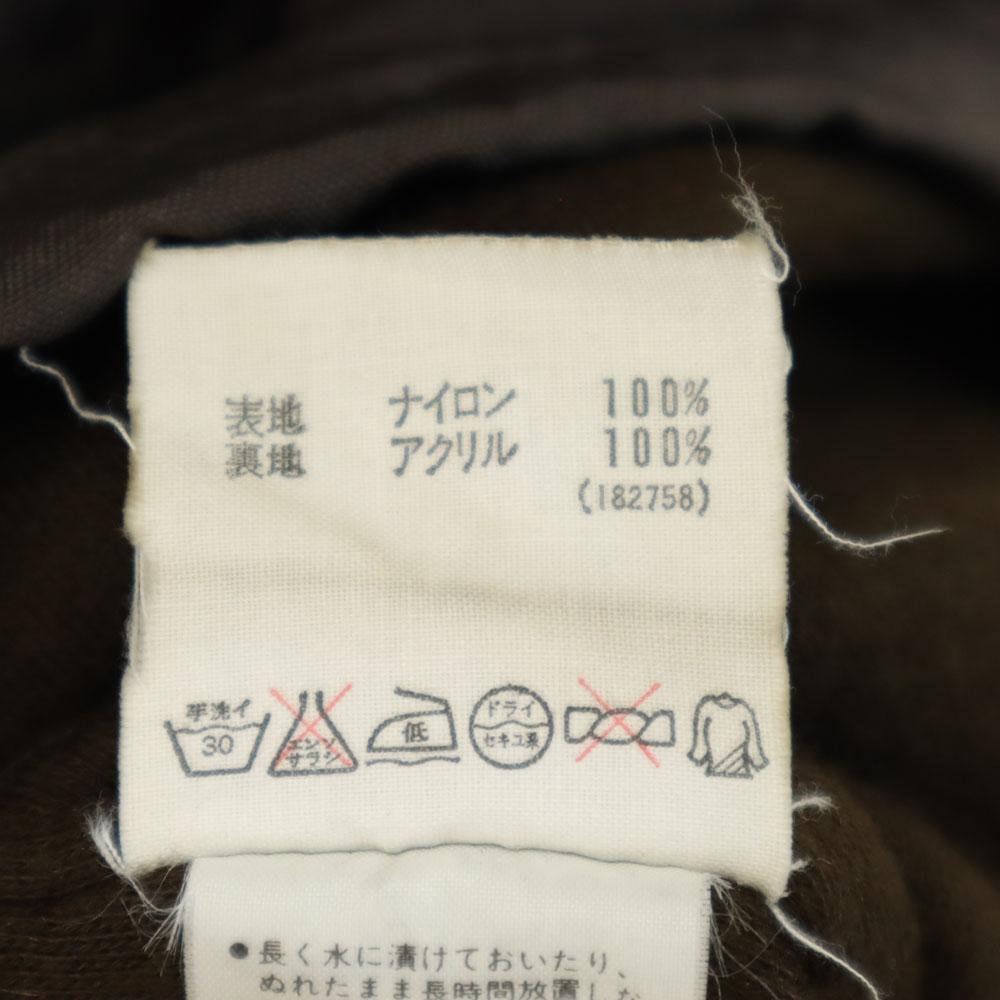 表地 ナイロン 100%
裏地 アクリル 100%
(182758)
手洗イ
30
エンソ
サラシ
低
ドライ
セキユ系
●長く水に漬けておいたり、
ぬれたまま長時間放置した